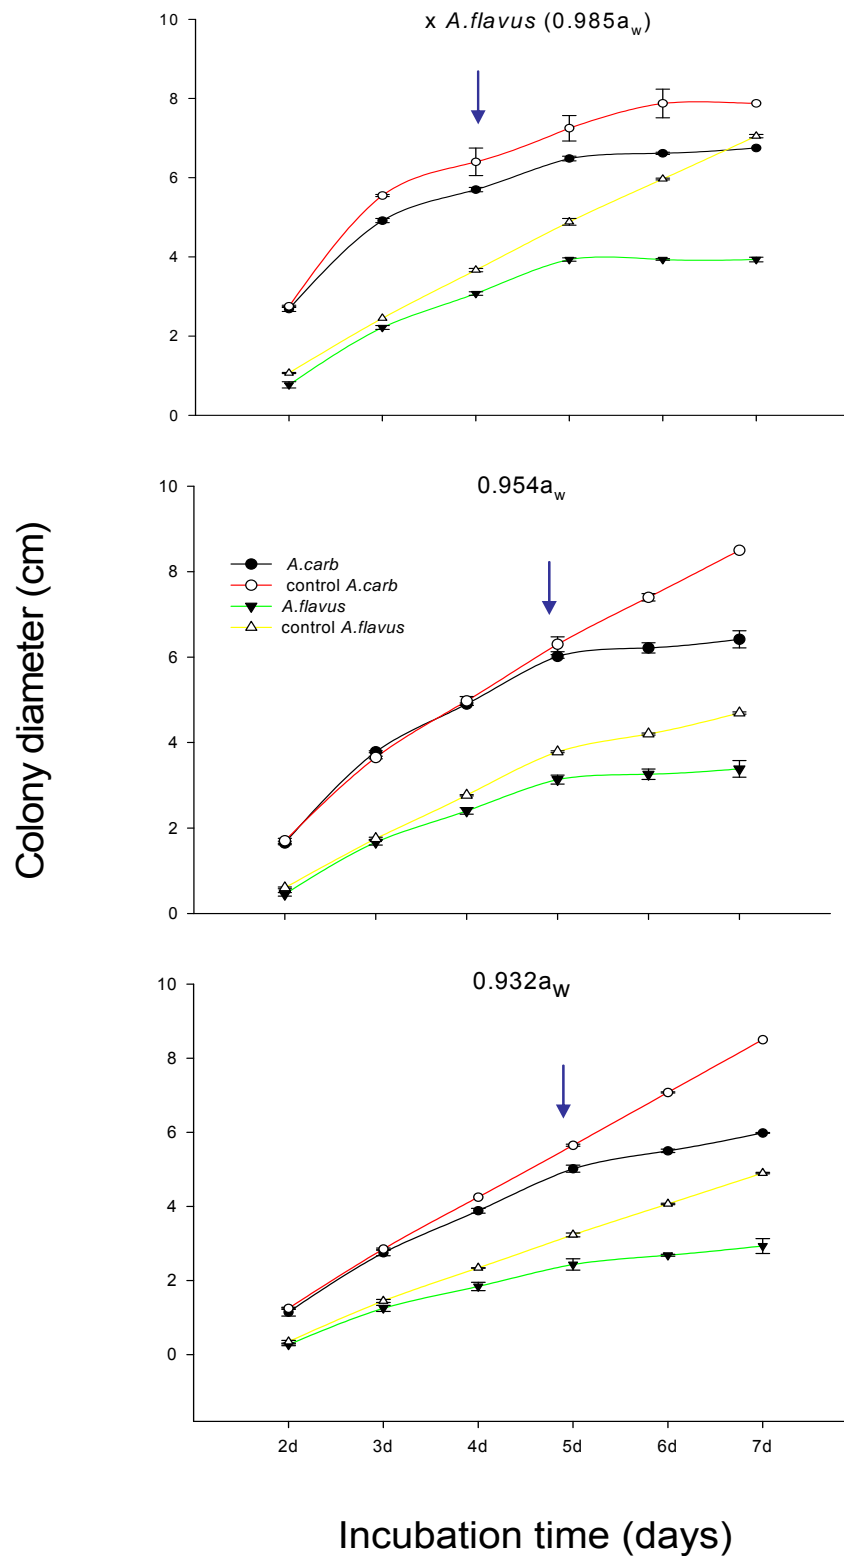 x A.flavus (0.985aw)
10
8
6
4
2
0
0.954aw
10
8
6
4
2
0
A.carb
control A.carb
A.flavus
control A.flavus
Colony diameter (cm)
0.932aw
10
8
6
4
2
0
2d 3d 4d 5d 6d 7d
Incubation time (days)